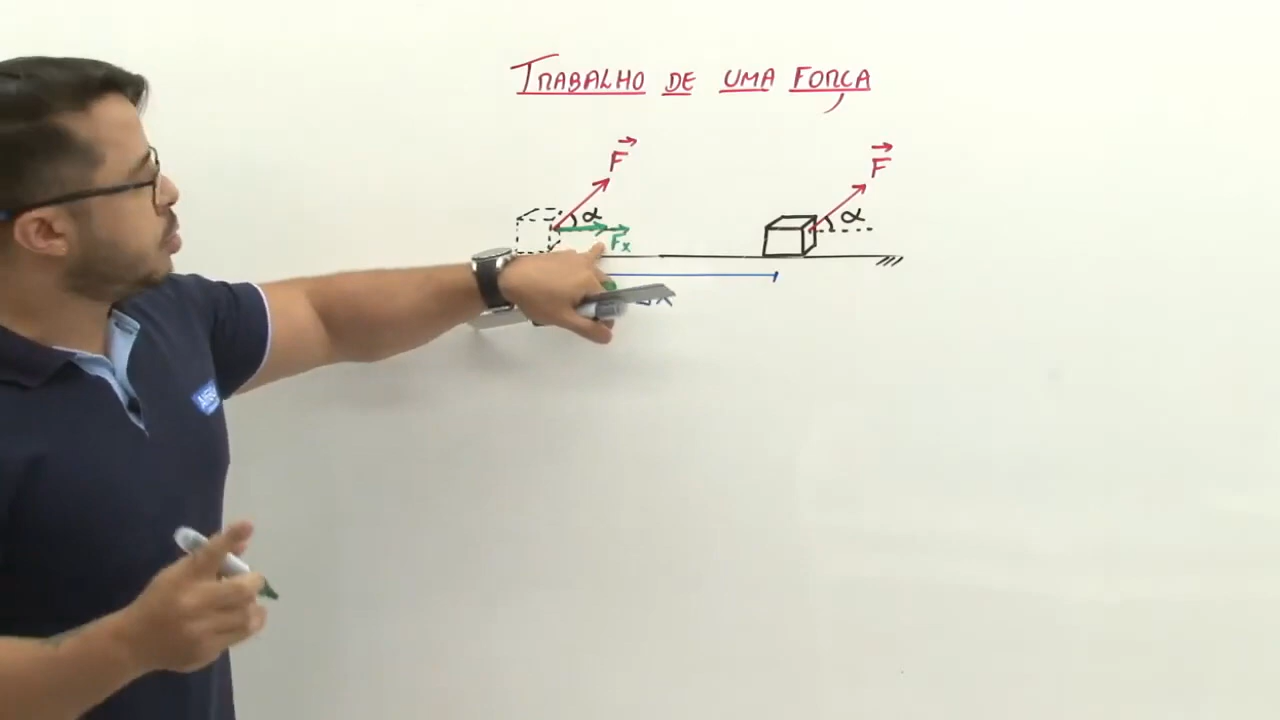 TRABALHO DE UMA FORÇA
F
F
α
α
Fx